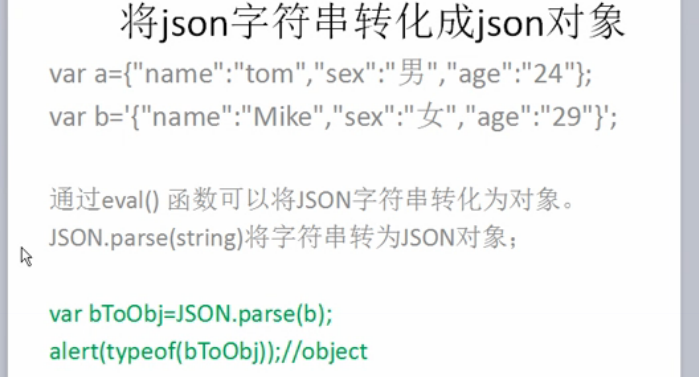 将json字符串转化成json对象
var a={"name":"tom","sex":"男","age":"24"};
var b='{"name":"Mike","sex":"女","age":"29"}';
通过eval() 函数可以将JSON字符串转化为对象。
JSON.parse(string)将字符串转为JSON对象；
var bToObj=JSON.parse(b);
alert(typeof(bToObj));//object